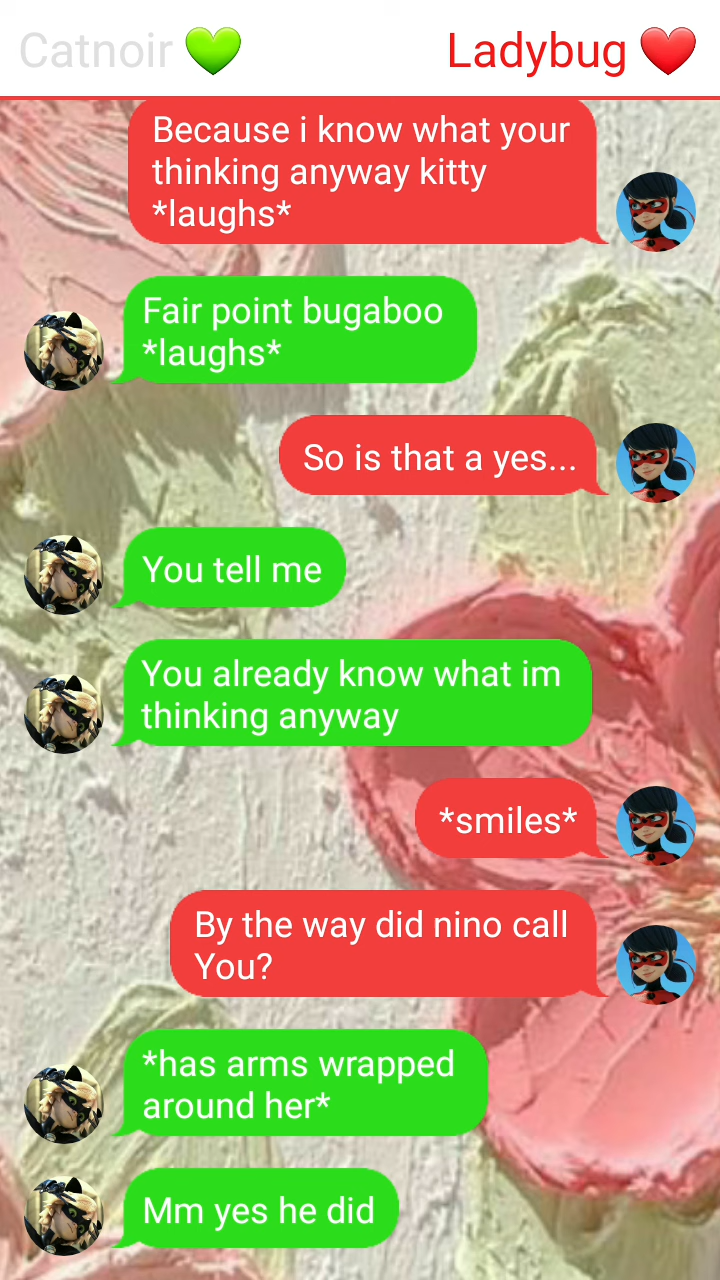 Catnoir 💚 Ladybug ❤️
Because i know what your
thinking anyway kitty
*laughs*
Fair point bugaboo
*laughs*
So is that a yes...
You tell me
You already know what im
thinking anyway
*smiles*
By the way did nino call
You?
*has arms wrapped
around her*
Mm yes he did